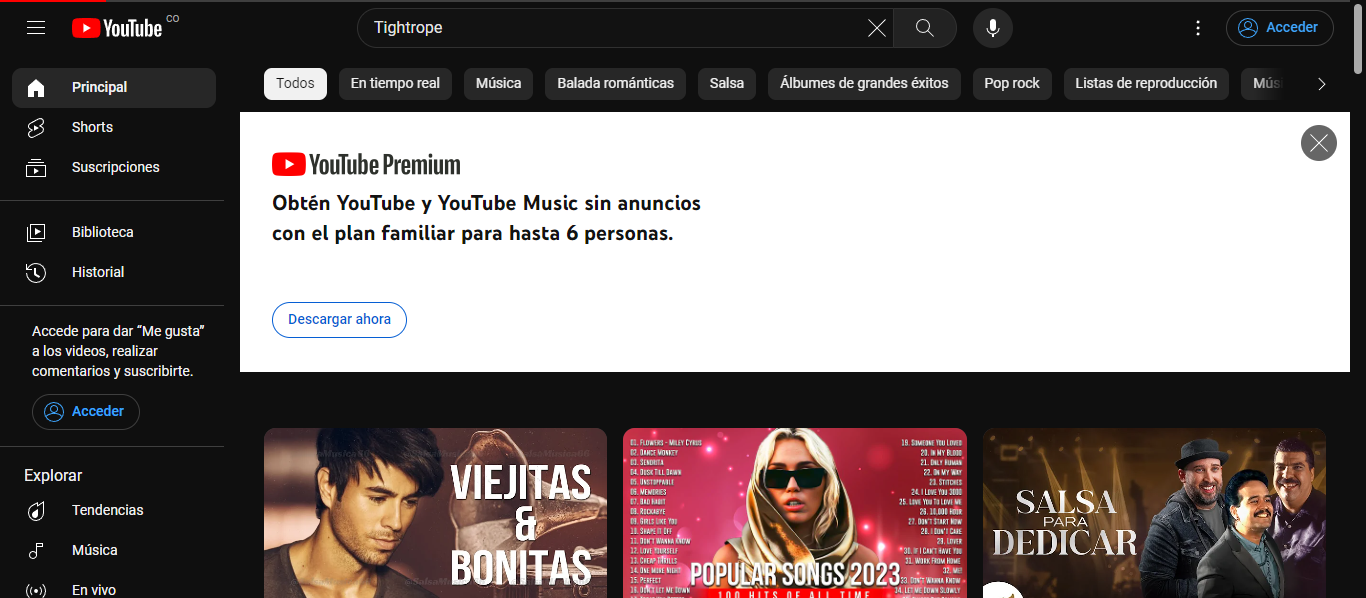 YouTube CO
Tightrope
Acceder
Principal
Shorts
Suscripciones
Biblioteca
Historial
Accede para dar “Me gusta”
a los videos, realizar
comentarios y suscribirte.
Acceder
Explorar
Tendencias
Música
En vivo
Todos
En tiempo real
Música
Balada románticas
Salsa
Álbumes de grandes éxitos
Pop rock
Listas de reproducción
YouTube Premium
Obtén YouTube y YouTube Music sin anuncios
con el plan familiar para hasta 6 personas.
Descargar ahora
VIEJITAS
&
BONITAS
01. FLOWERS - MILEY CYRUS
02. DANCE MONKEY
03. SENORITA
04. DUSK TILL DAWN
05. UNSTOPPABLE
06. MEMORIES
07. BAD HABIT
08. ROCKABYE
09. GIRLS LIKE YOU
10. SHAPE OF OFF
11. DON'T WANNA KNOW
12. LOVE YOURSELF
13. CHEAP THRILLS
14. ONE MORE NIGHT
15. PERFECT
16. DON'T LET ME DOWN
19. SOMEONE YOU LOVED
20. IN MY BLOOD
21. ONLY HUMAN
22. ON MY WAY
23. STITCHES
24. I LOVE YOU 3000
25. LOVE YOU TO LOVE ME
26. 10,000 HOUR
27. DON'T START NOW
28. I DON'T CARE
29. LOVER
30. IF I CAN'T HAVE YOU
31. WORK FROM HOME
32. ME!
33. DON'T WANNA KNOW
34. LET ME DOWN SLOWLY
POPULAR SONGS 2023
100 HITS OF ALL TIME
SALSA
PARA
DEDICAR